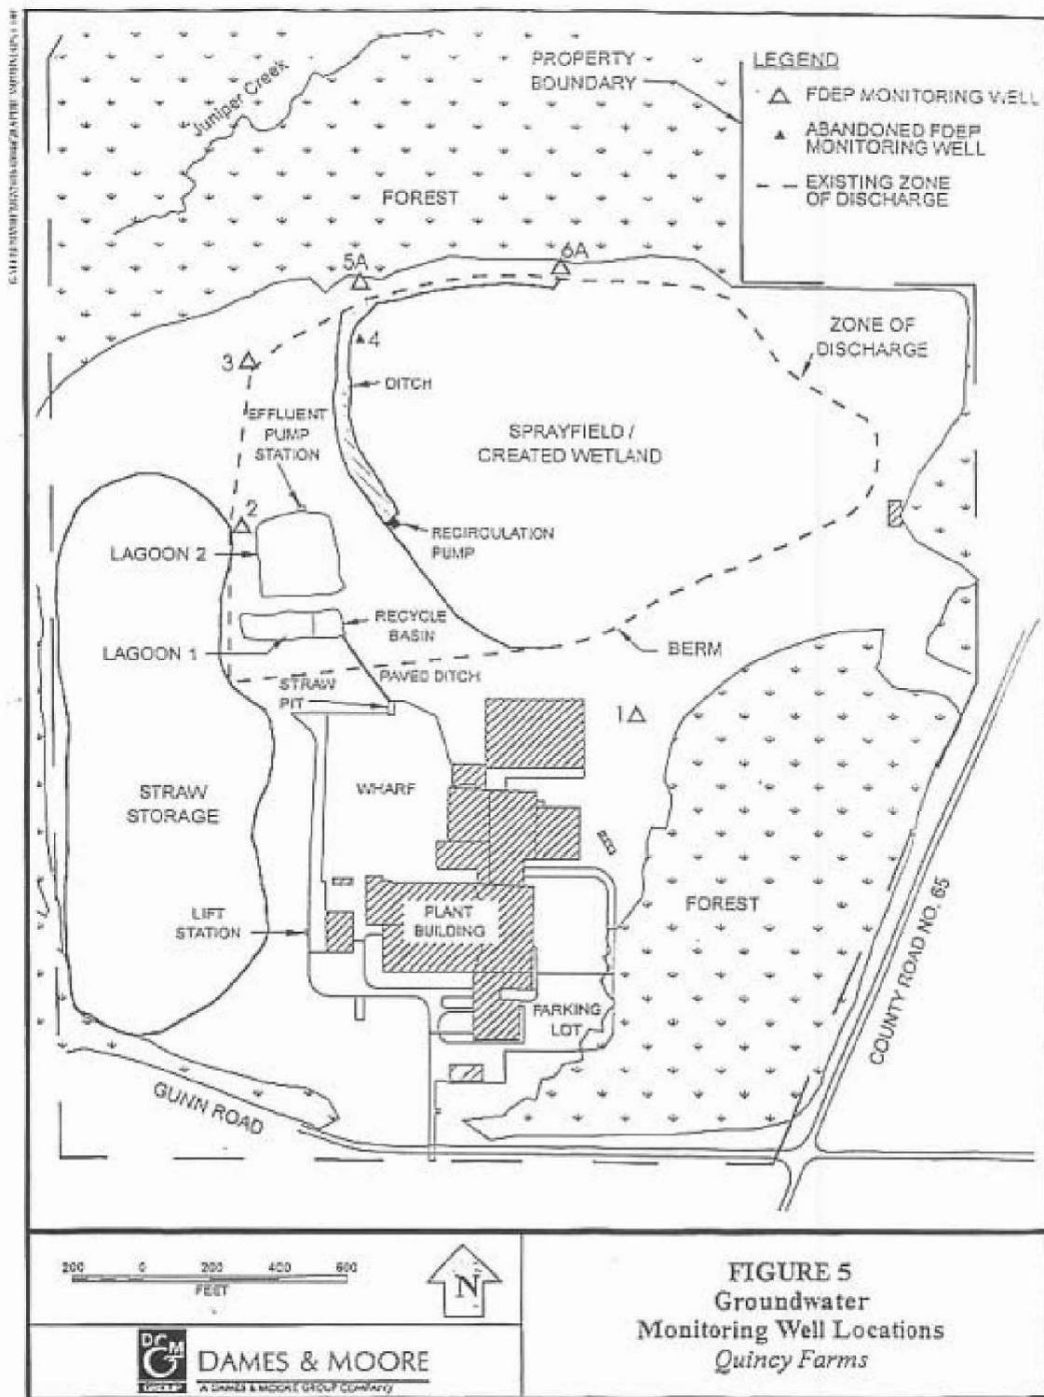 Juniper Creek
PROPERTY
BOUNDARY
LEGEND
FDEP MONITORING WELL
ABANDONED FDEP
MONITORING WELL
EXISTING ZONE
OF DISCHARGE
FOREST
5A
6A
4
3
DITCH
ZONE OF
DISCHARGE
EFFLUENT
PUMP
STATION
SPRAYFIELD /
CREATED WETLAND
2
LAGOON 2
RECIRCULATION
PUMP
RECYCLE
BASIN
LAGOON 1
BERM
PAVED DITCH
STRAW
PIT
1
STRAW
STORAGE
WHARF
LIFT
STATION
PLANT
BUILDING
FOREST
PARKING
LOT
COUNTY ROAD NO. 65
GUNN ROAD
200 0 200 400 600
FEET
N
FIGURE 5
Groundwater
Monitoring Well Locations
Quincy Farms
D&M
GROUP
DAMES & MOORE
A DAMES & MOORE GROUP COMPANY